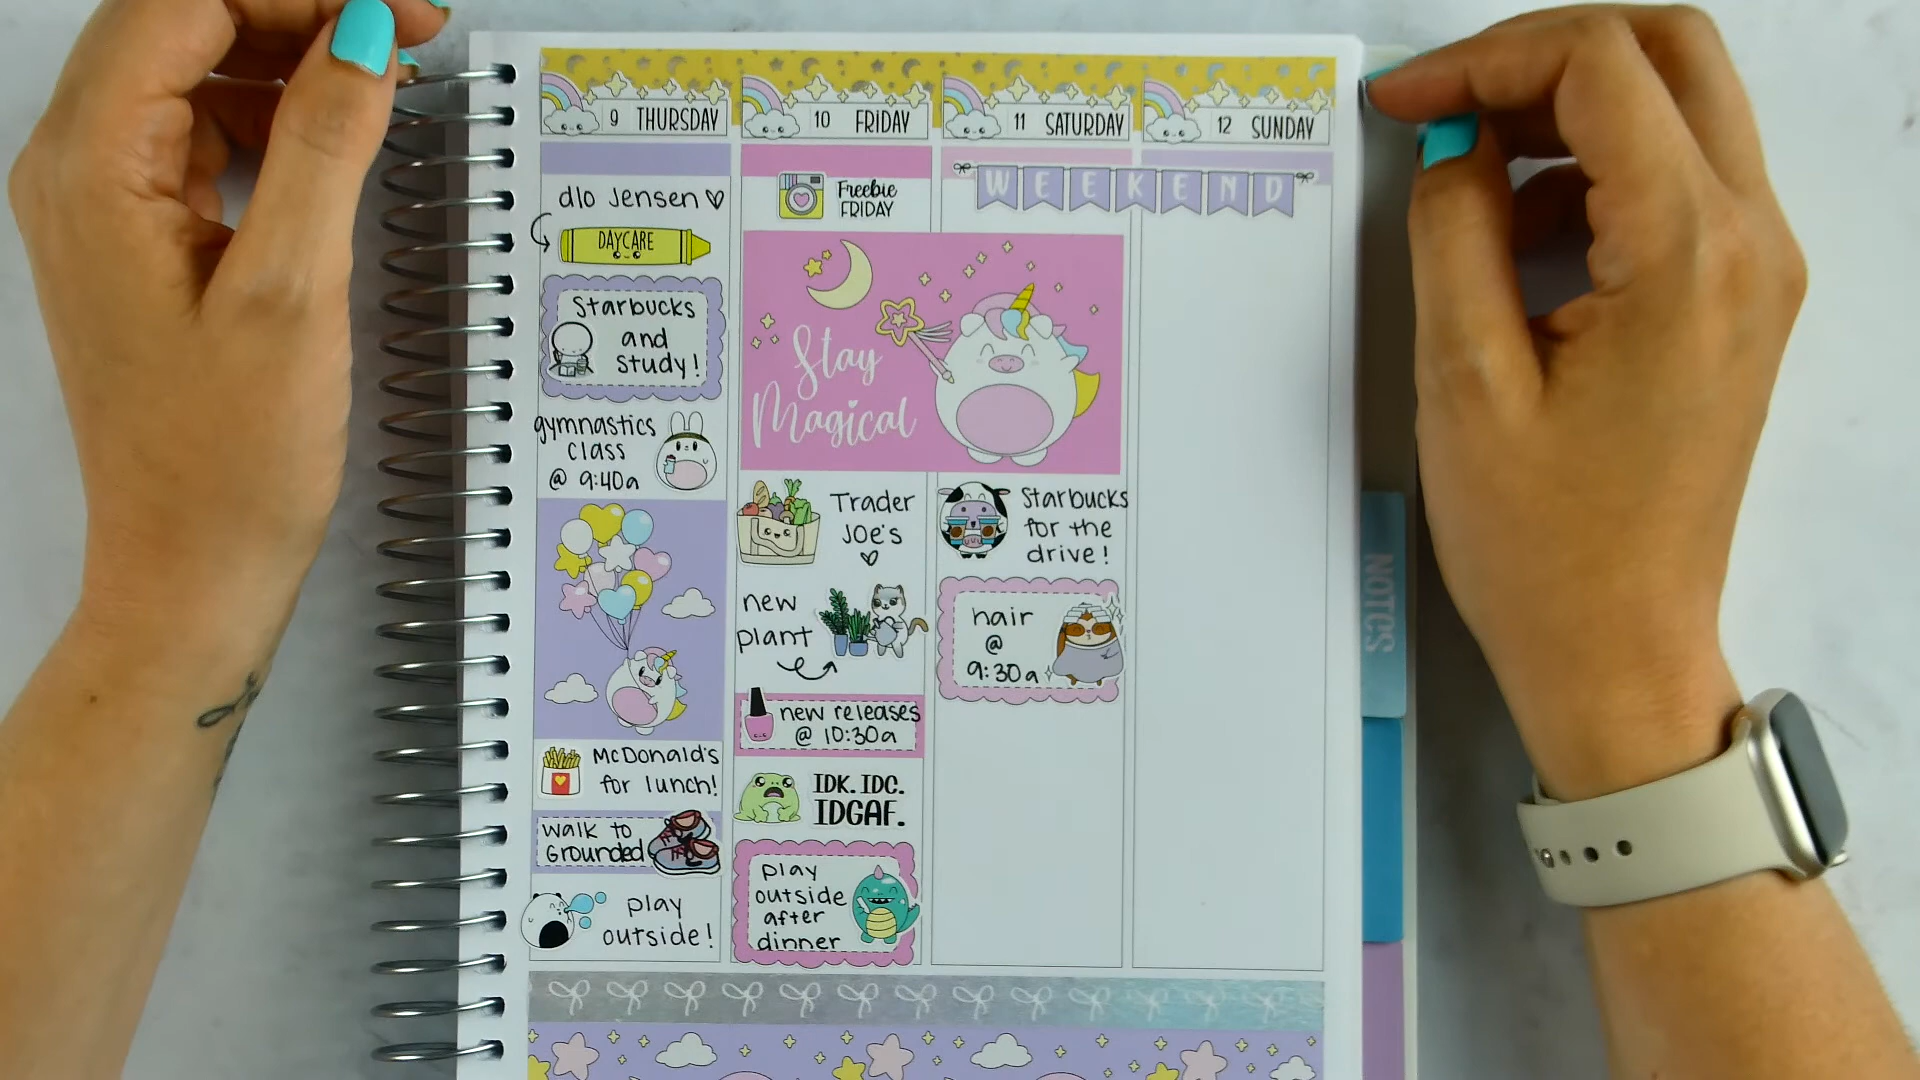 9 THURSDAY
10 FRIDAY
11 SATURDAY
12 SUNDAY
d/o Jensen
DAYCARE
Starbucks
and
study!
gymnastics
class
@ 9:40a
McDonald's
for lunch!
walk to
Grounded
play
outside!
Freebie
FRIDAY
Stay
Magical
Trader
Joe's
new
plant
new releases
@ 10:30a
IDK. IDC.
IDGAF.
play
outside
after
dinner
WEEKEND
Starbucks
for the
drive!
hair
@
9:30a
NOTES